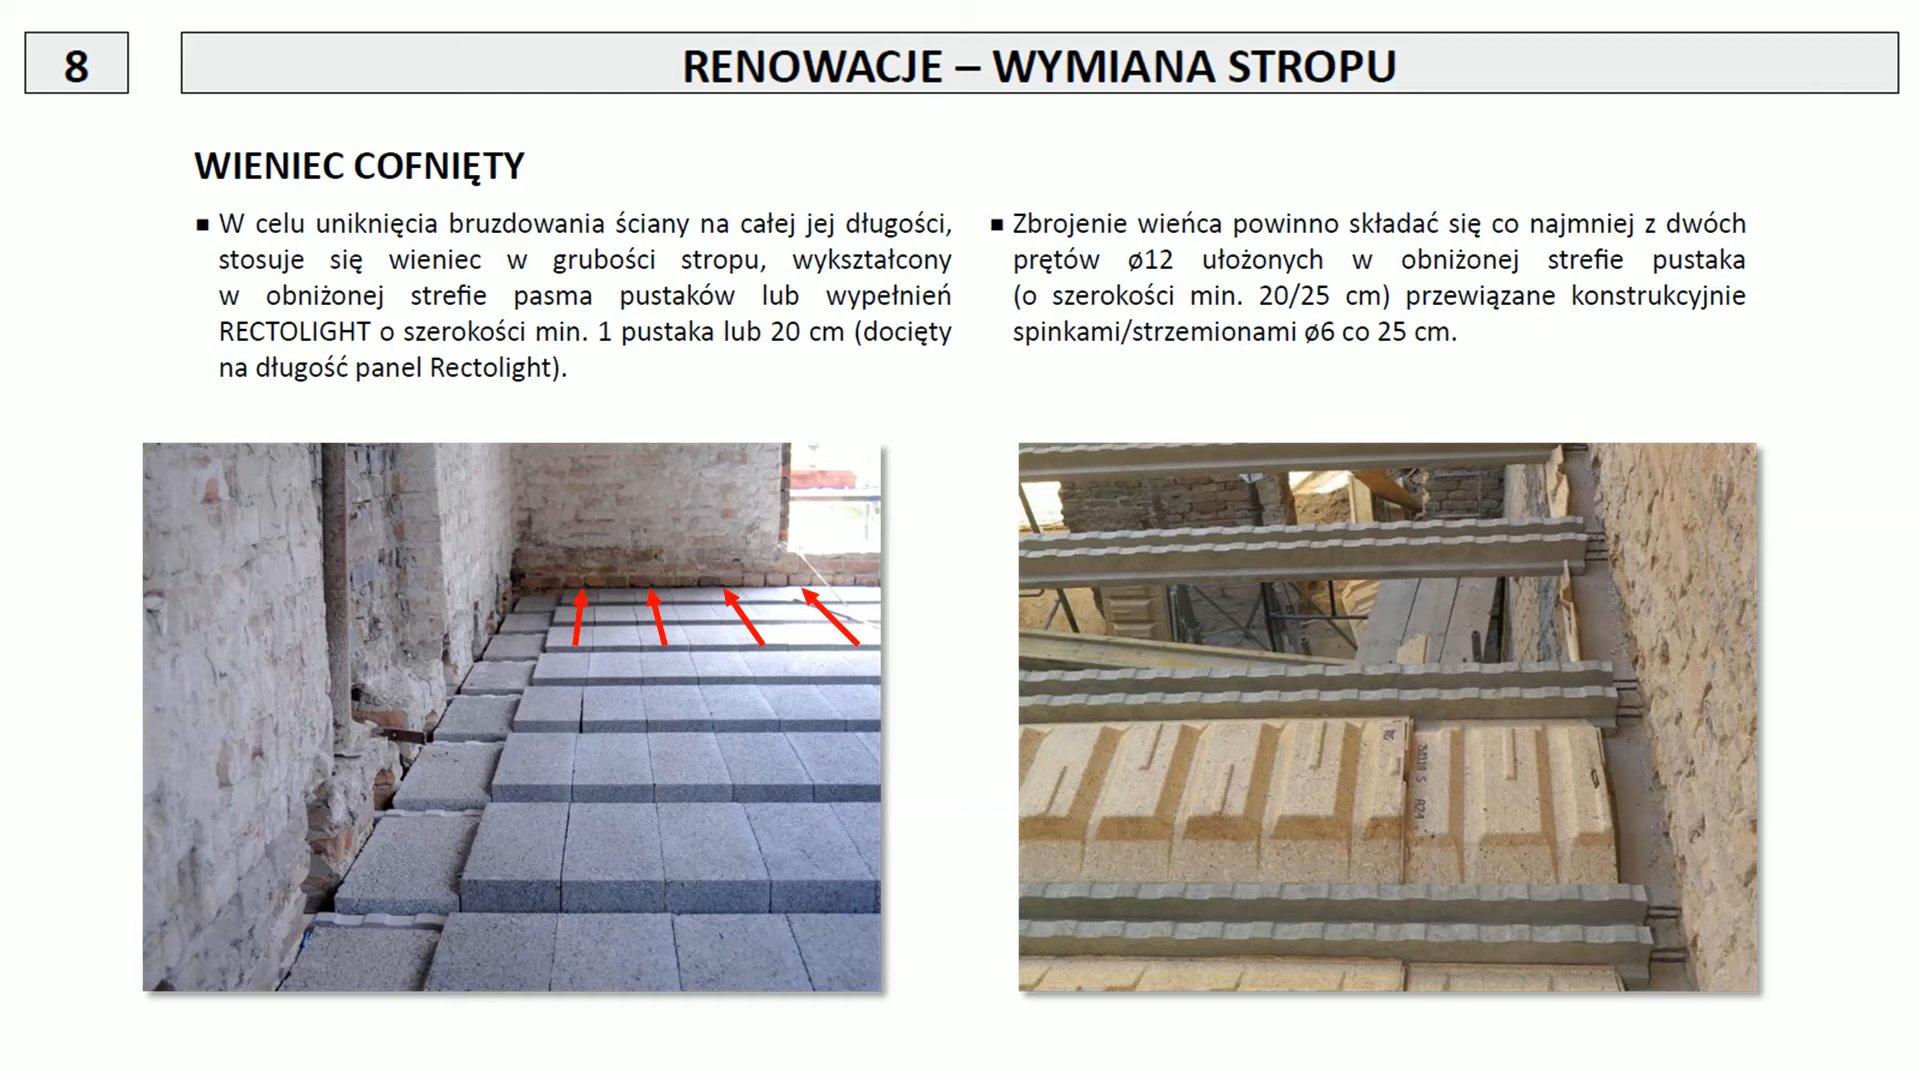 8
RENOWACJE – WYMIANA STROPU
WIENIEC COFNIĘTY
▪ W celu uniknięcia bruzdowania ściany na całej jej długości,
stosuje się wieniec w grubości stropu, wykształcony
w obniżonej strefie pasma pustaków lub wypełnień
RECTOLIGHT o szerokości min. 1 pustaka lub 20 cm (docięty
na długość panel Rectolight).
▪ Zbrojenie wieńca powinno składać się co najmniej z dwóch
prętów ø12 ułożonych w obniżonej strefie pustaka
(o szerokości min. 20/25 cm) przewiązane konstrukcyjnie
spinkami/strzemionami ø6 co 25 cm.